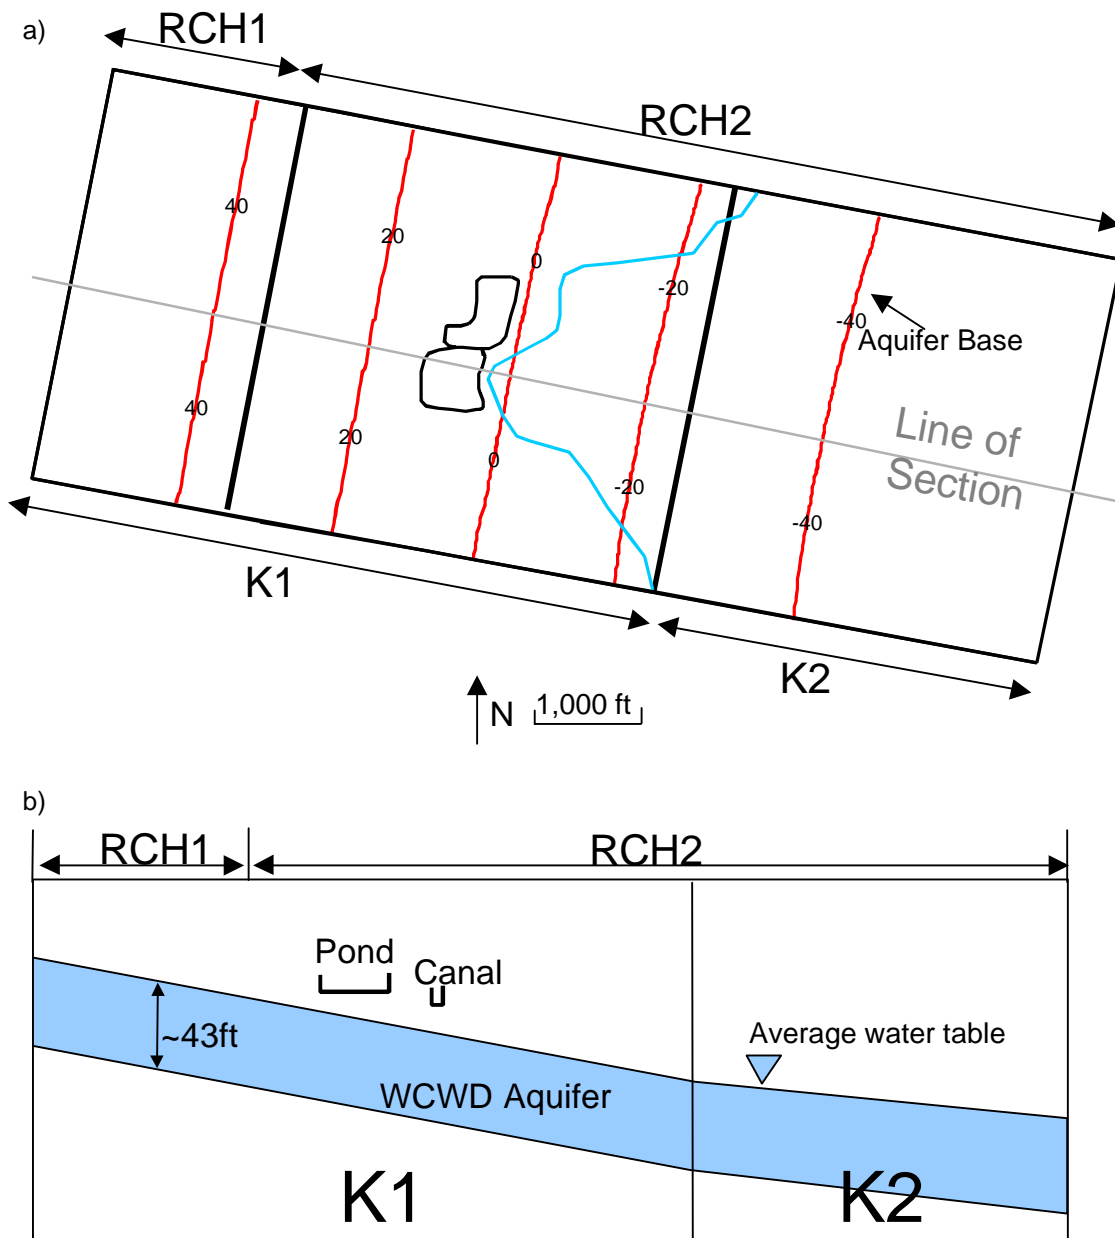 a)
RCH1
RCH2
40
20
0
-20
-40
Aquifer Base
40
20
0
-20
-40
Line of
Section
K1
K2
N
1,000 ft
b)
RCH1
RCH2
Pond
Canal
~43ft
Average water table
WCWD Aquifer
K1
K2